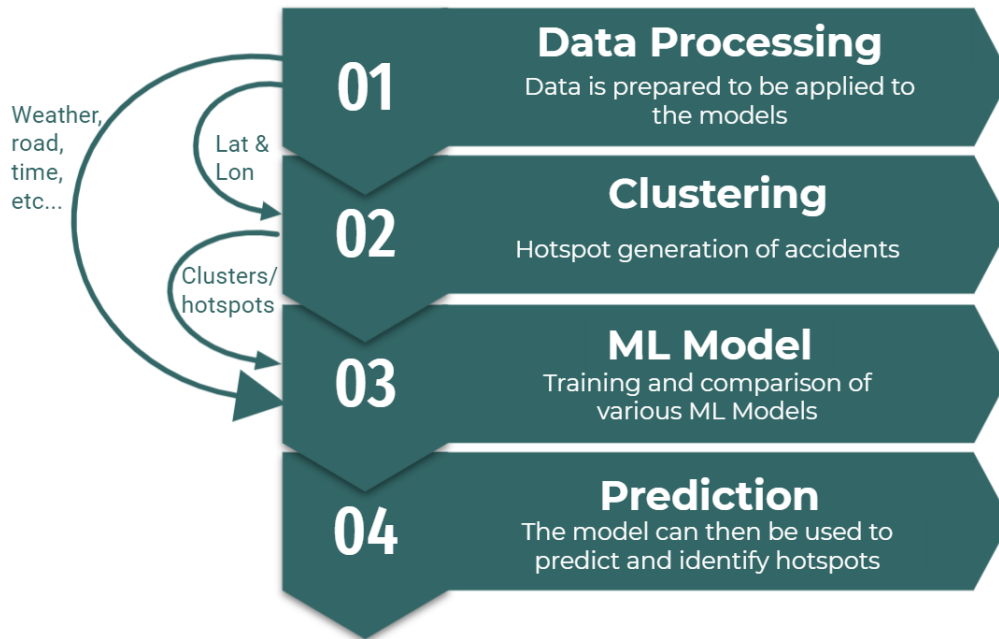 01
Data Processing
Data is prepared to be applied to
the models
Weather,
road,
time,
etc...
Lat &
Lon
02
Clustering
Hotspot generation of accidents
Clusters/
hotspots
03
ML Model
Training and comparison of
various ML Models
04
Prediction
The model can then be used to
predict and identify hotspots